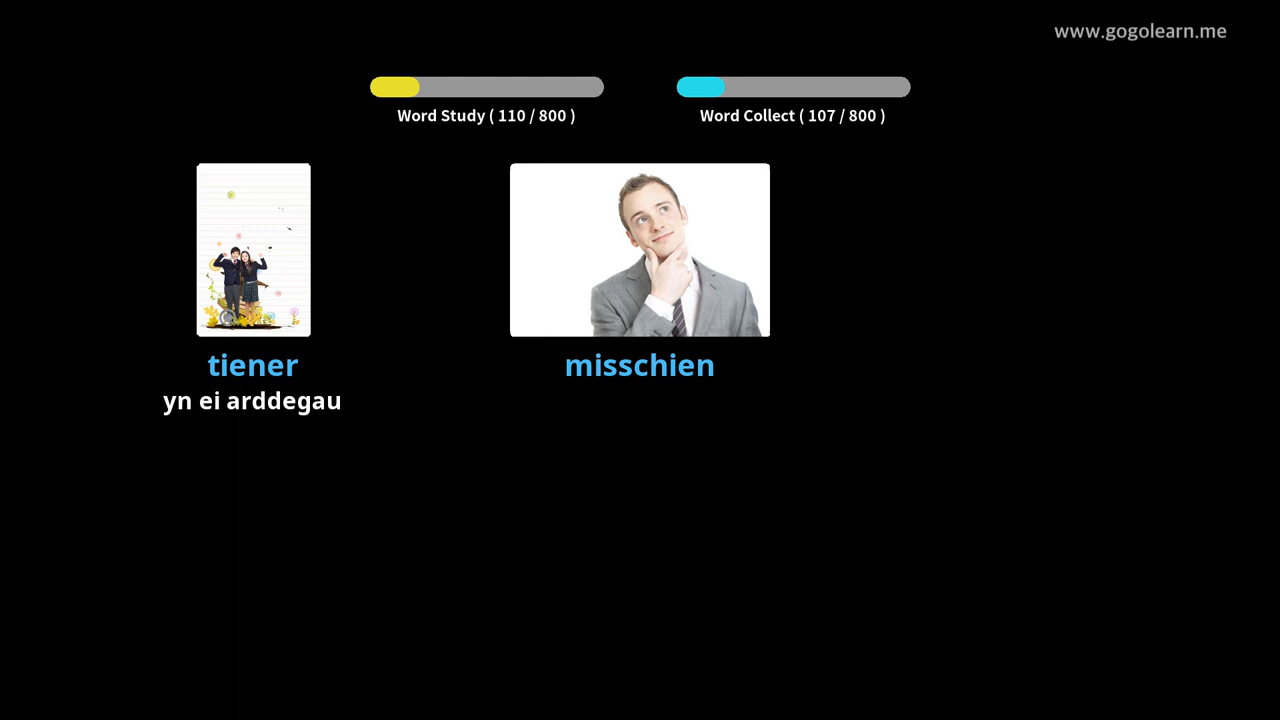 www.gogolearn.me
Word Study ( 110 / 800 )
Word Collect ( 107 / 800 )
tiener
yn ei arddegau
misschien